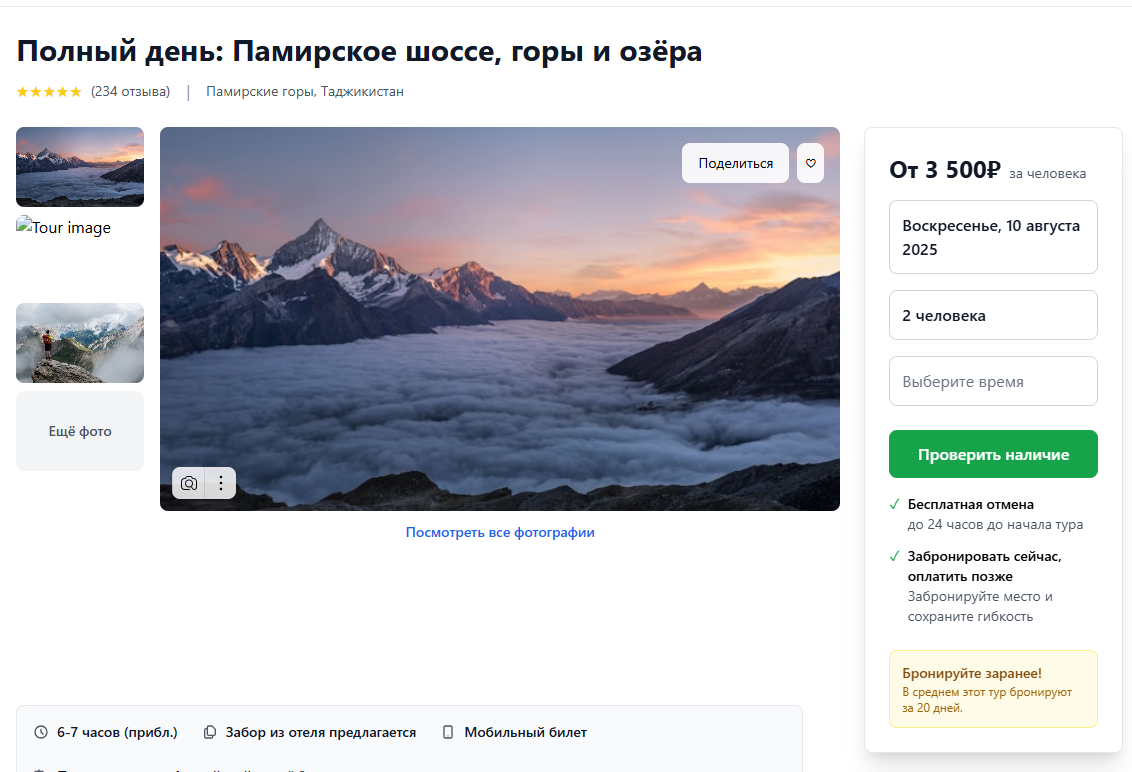 Полный день: Памирское шоссе, горы и озёра
★★★★★ (234 отзыва) | Памирские горы, Таджикистан
Tour image
Ещё фото
Поделиться
Посмотреть все фотографии
От 3 500₽ за человека
Воскресенье, 10 августа
2025
2 человека
Выберите время
Проверить наличие
✓ Бесплатная отмена
до 24 часов до начала тура
✓ Забронировать сейчас,
оплатить позже
Забронируйте место и
сохраните гибкость
Бронируйте заранее!
В среднем этот тур бронируют
за 20 дней.
6-7 часов (прибл.) Забор из отеля предлагается Мобильный билет